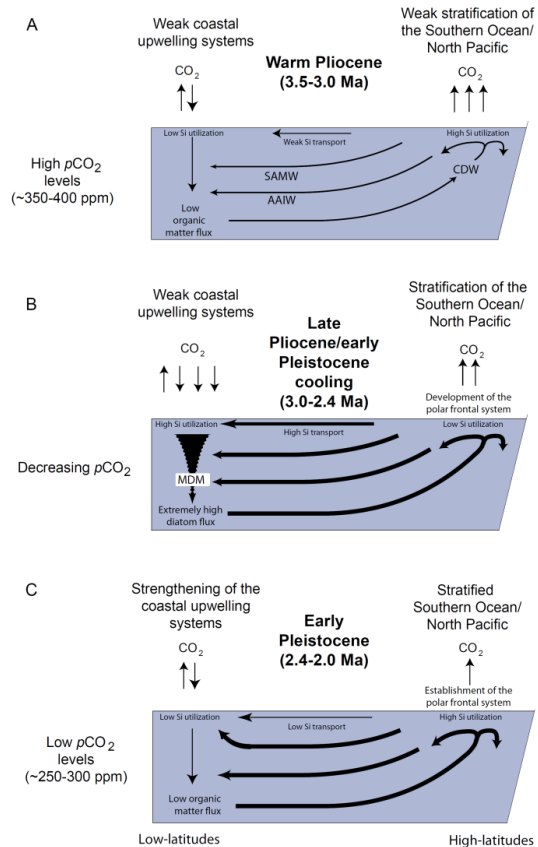 A
Weak coastal
upwelling systems
CO2
Warm Pliocene
(3.5-3.0 Ma)
Weak stratification of
the Southern Ocean/
North Pacific
CO2
High pCO2
levels
(~350-400 ppm)
Low Si utilization
Weak Si transport
High Si utilization
SAMW
CDW
AAIW
Low
organic
matter flux
B
Weak coastal
upwelling systems
CO2
Late
Pliocene/early
Pleistocene
cooling
(3.0-2.4 Ma)
Stratification of the
Southern Ocean/
North Pacific
CO2
Development of the
polar frontal system
Decreasing pCO2
High Si utilization
High Si transport
Low Si utilization
MDM
Extremely high
diatom flux
C
Strengthening of the
coastal upwelling
systems
CO2
Early
Pleistocene
(2.4-2.0 Ma)
Stratified
Southern Ocean/
North Pacific
CO2
Establishment of the
polar frontal system
Low pCO2
levels
(~250-300 ppm)
Low Si utilization
Low Si transport
High Si utilization
Low organic
matter flux
Low-latitudes
High-latitudes